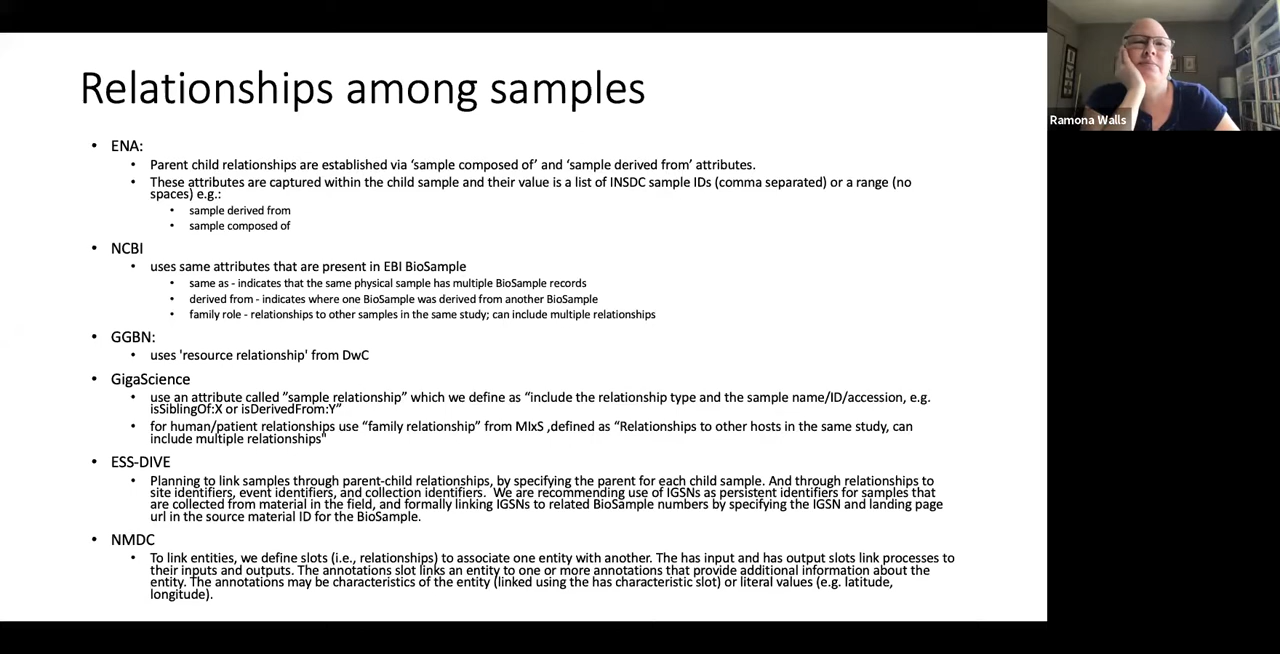 Relationships among samples
• ENA:
• Parent child relationships are established via ‘sample composed of’ and ‘sample derived from’ attributes.
• These attributes are captured within the child sample and their value is a list of INSDC sample IDs (comma separated) or a range (no
spaces) e.g.:
• sample derived from
• sample composed of
• NCBI
• uses same attributes that are present in EBI BioSample
• same as - indicates that the same physical sample has multiple BioSample records
• derived from - indicates where one BioSample was derived from another BioSample
• family role - relationships to other samples in the same study; can include multiple relationships
• GGBN:
• uses 'resource relationship' from DwC
• GigaScience
• use an attribute called ”sample relationship” which we define as “include the relationship type and the sample name/ID/accession, e.g.
isSiblingOf:X or isDerivedFrom:Y”
• for human/patient relationships use “family relationship” from MIxS ,defined as “Relationships to other hosts in the same study, can
include multiple relationships"
• ESS-DIVE
• Planning to link samples through parent-child relationships, by specifying the parent for each child sample. And through relationships to
site identifiers, event identifiers, and collection identifiers.  We are recommending use of IGSNs as persistent identifiers for samples that
are collected from material in the field, and formally linking IGSNs to related BioSample numbers by specifying the IGSN and landing page
url in the source material ID for the BioSample.
• NMDC
• To link entities, we define slots (i.e., relationships) to associate one entity with another. The has input and has output slots link processes to
their inputs and outputs. The annotations slot links an entity to one or more annotations that provide additional information about the
entity. The annotations may be characteristics of the entity (linked using the has characteristic slot) or literal values (e.g. latitude,
longitude).
Ramona Walls